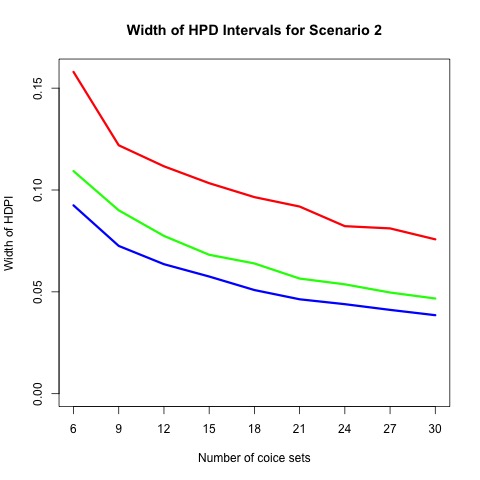 Width of HPD Intervals for Scenario 2
Width of HDPI
0.15
0.10
0.05
0.00
6 9 12 15 18 21 24 27 30
Number of coice sets